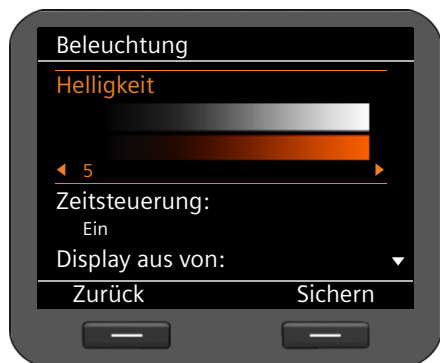 Beleuchtung
Helligkeit
5
Zeitsteuerung:
Ein
Display aus von:
Zurück Sichern